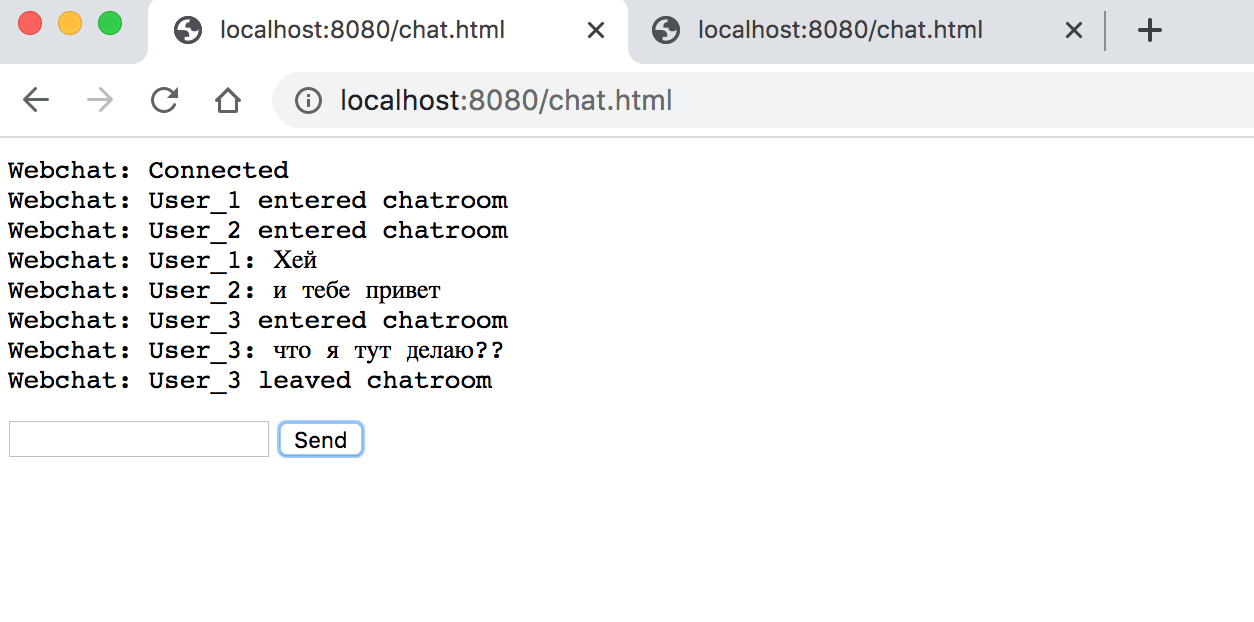 localhost:8080/chat.html
localhost:8080/chat.html
localhost:8080/chat.html
Webchat: Connected
Webchat: User_1 entered chatroom
Webchat: User_2 entered chatroom
Webchat: User_1: Хей
Webchat: User_2: и тебе привет
Webchat: User_3 entered chatroom
Webchat: User_3: что я тут делаю??
Webchat: User_3 leaved chatroom
Send